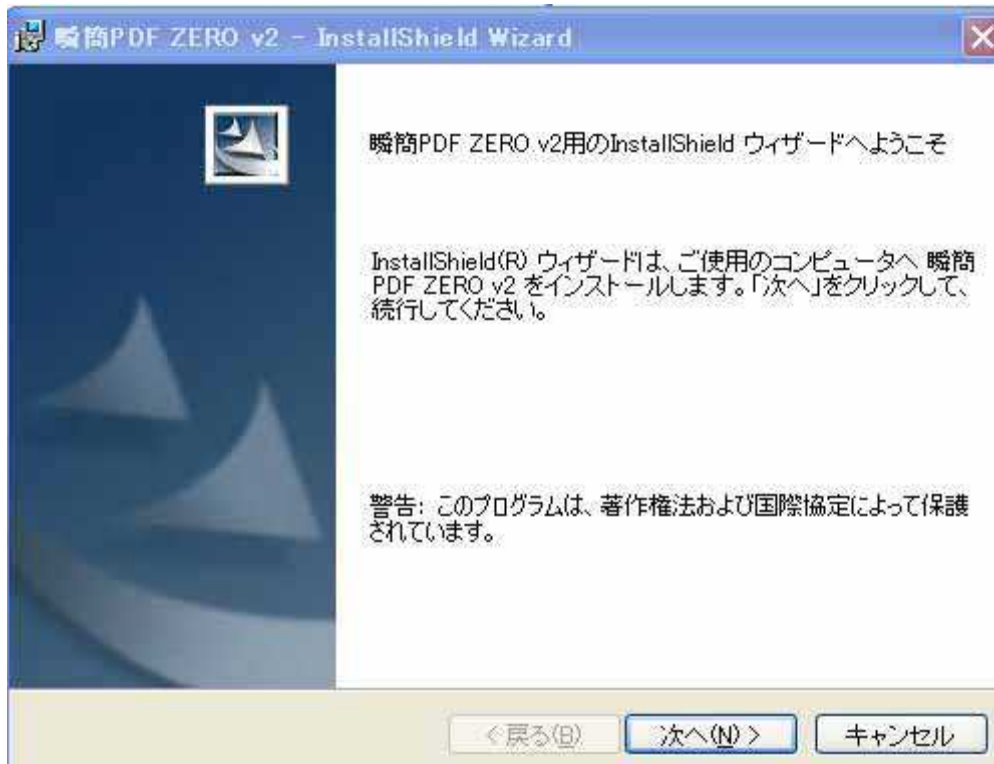 瞬簡PDF ZERO v2 - InstallShield Wizard
瞬簡PDF ZERO v2用のInstallShield ウィザードへようこそ
InstallShield(R) ウィザードは、ご使用のコンピュータへ 瞬簡
PDF ZERO v2 をインストールします。「次へ」をクリックして、
続行してください。
警告: このプログラムは、著作権法および国際協定によって保護
されています。
< 戻る(B)
次へ(N) >
キャンセル